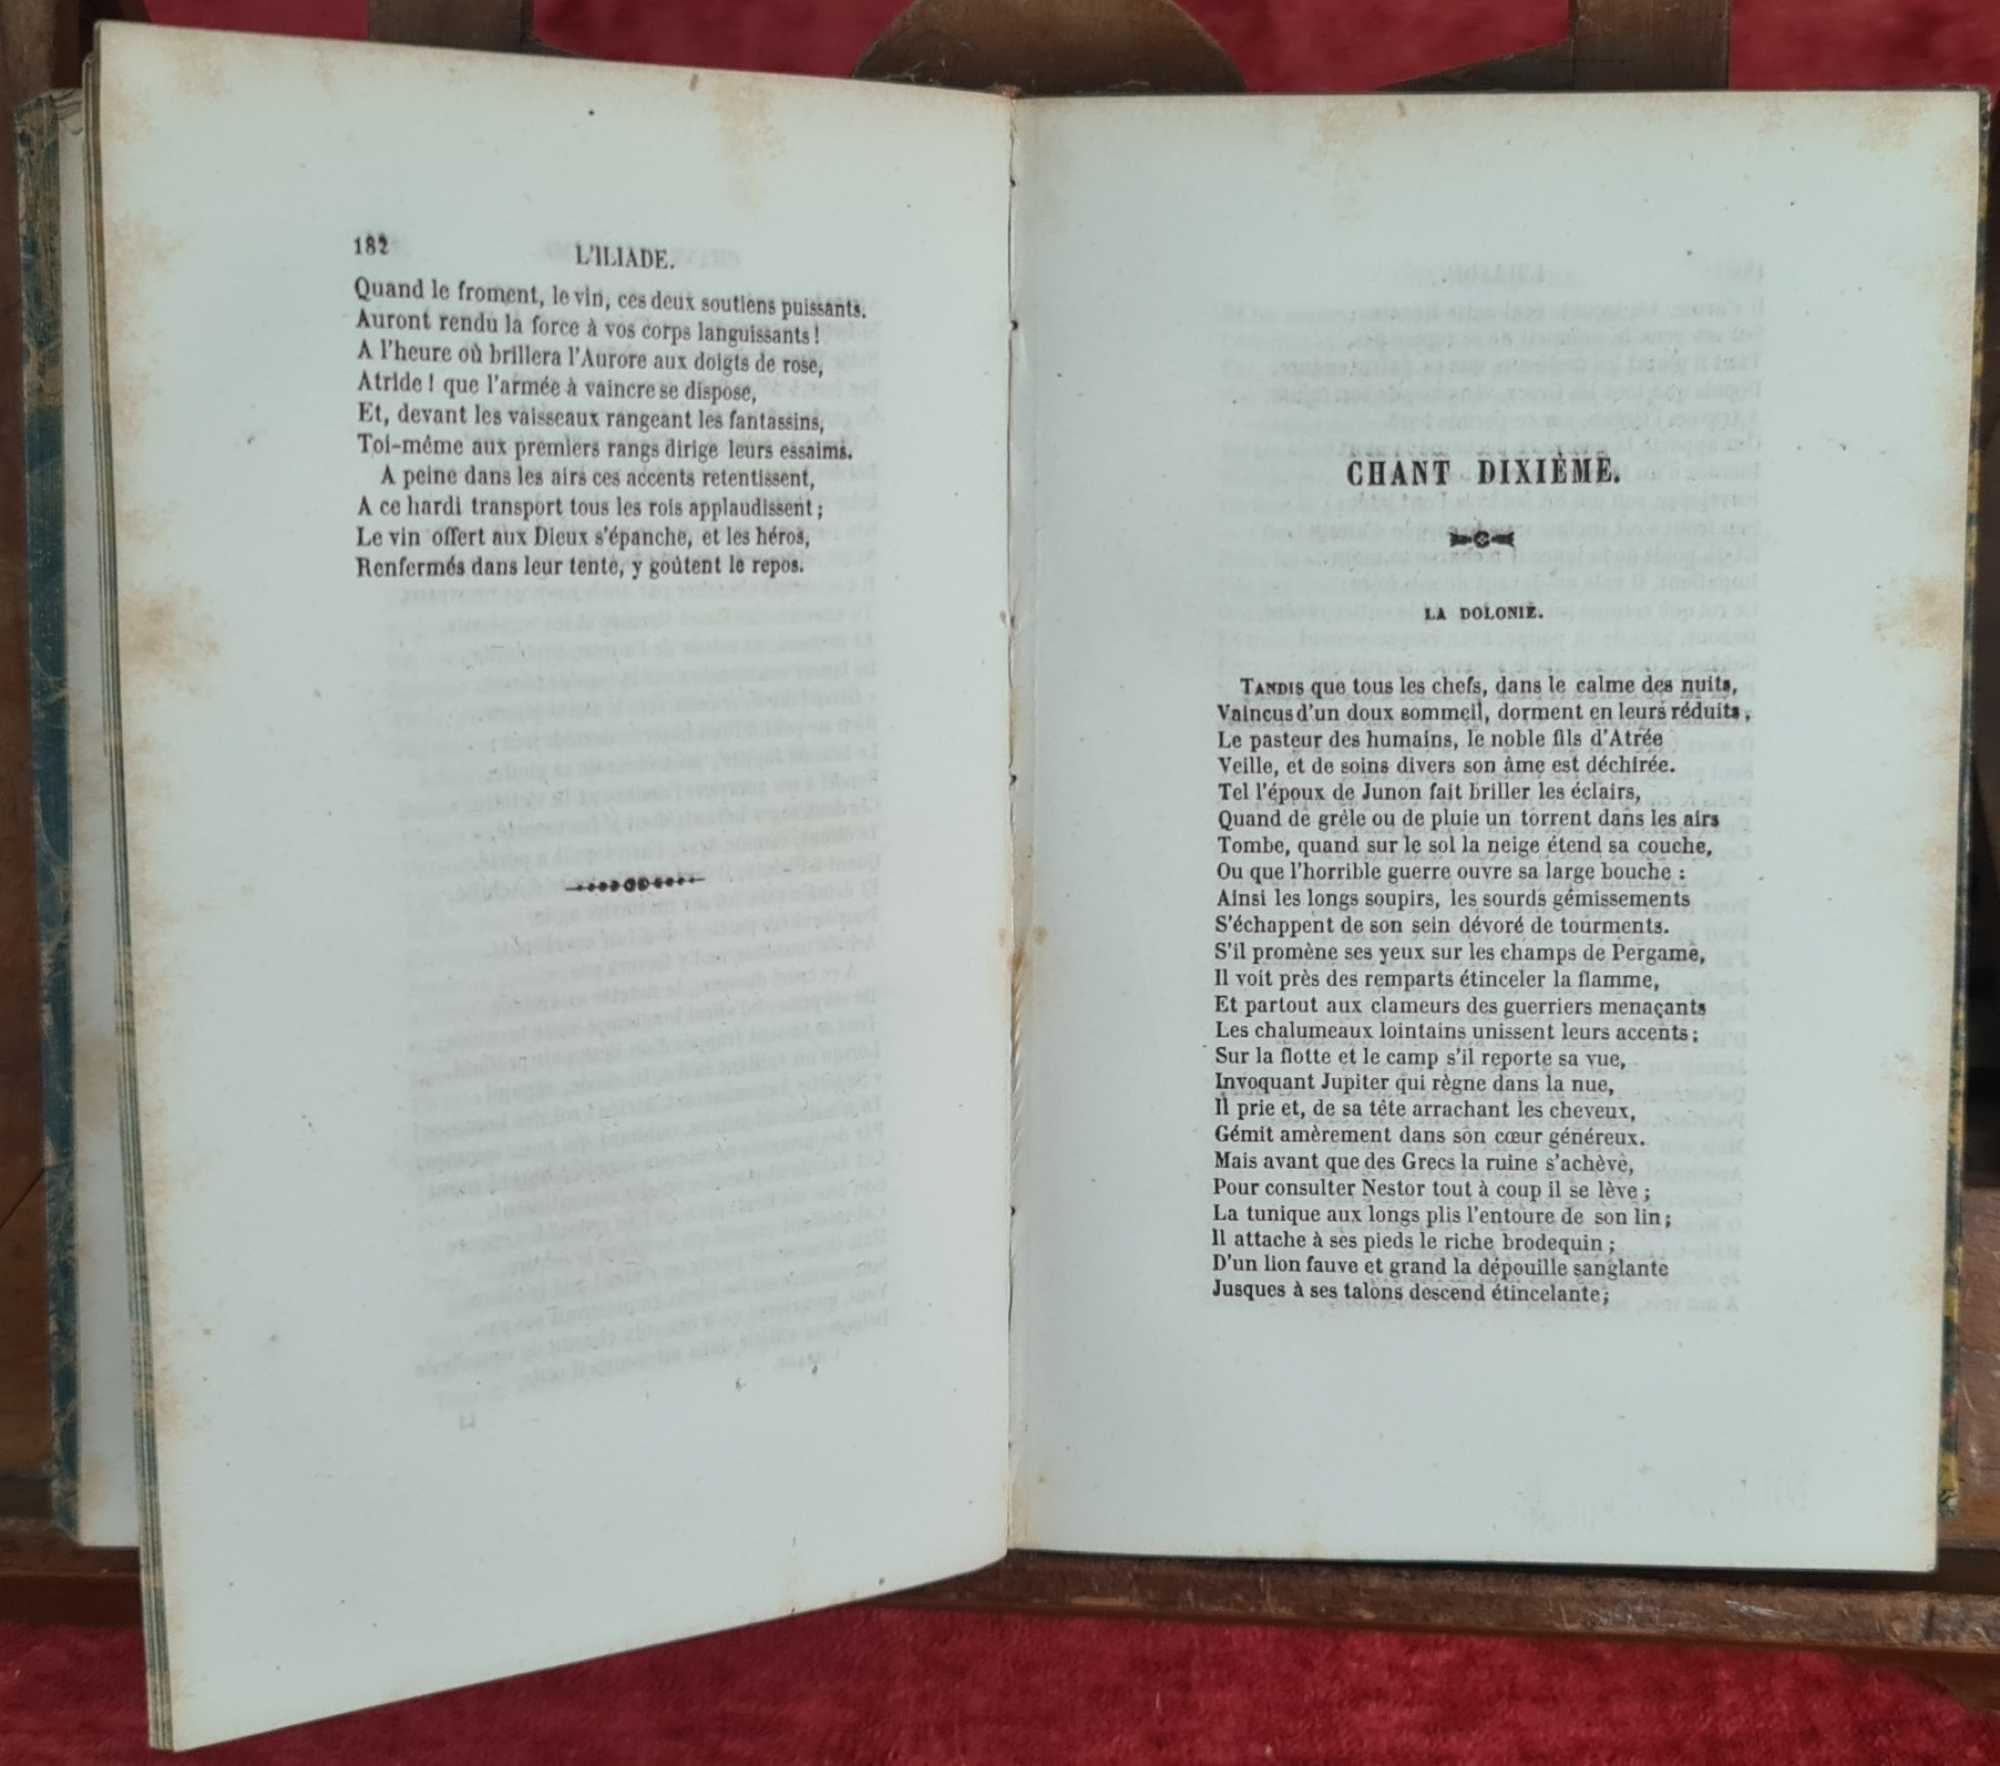 182
L'ILIADE.
Quand le froment, le vin, ces deux soutiens puissants.
Auront rendu la force à vos corps languissants !
A l'heure où brillera l'Aurore aux doigts de rose,
Atride ! que l'armée à vaincre se dispose,
Et, devant les vaisseaux rangeant les fantassins,
Toi-même aux premiers rangs dirige leurs essaims.
A peine dans les airs ces accents retentissent,
A ce hardi transport tous les rois applaudissent ;
Le vin offert aux Dieux s'épanche, et les héros,
Renfermés dans leur tente, y goûtent le repos.
CHANT DIXIÈME.
LA DOLONIE.
TANDIS que tous les chefs, dans le calme des nuits,
Vaincus d'un doux sommeil, dorment en leurs réduits,
Le pasteur des humains, le noble fils d'Atrée
Veille, et de soins divers son âme est déchirée.
Tel l'époux de Junon fait briller les éclairs,
Quand de grêle ou de pluie un torrent dans les airs
Tombe, quand sur le sol la neige étend sa couche,
Ou que l'horrible guerre ouvre sa large bouche :
Ainsi les longs soupirs, les sourds gémissements
S'échappent de son sein dévoré de tourments.
S'il promène ses yeux sur les champs de Pergame,
Il voit près des remparts étinceler la flamme,
Et partout aux clameurs des guerriers menaçants
Les chalumeaux lointains unissent leurs accents ;
Sur la flotte et le camp s'il reporte sa vue,
Invoquant Jupiter qui règne dans la nue,
Il prie et, de sa tête arrachant les cheveux,
Gémit amèrement dans son cœur généreux.
Mais avant que des Grecs la ruine s'achève,
Pour consulter Nestor tout à coup il se lève ;
La tunique aux longs plis l'entoure de son lin ;
Il attache à ses pieds le riche brodequin ;
D'un lion fauve et grand la dépouille sanglante
Jusques à ses talons descend étincelante ;